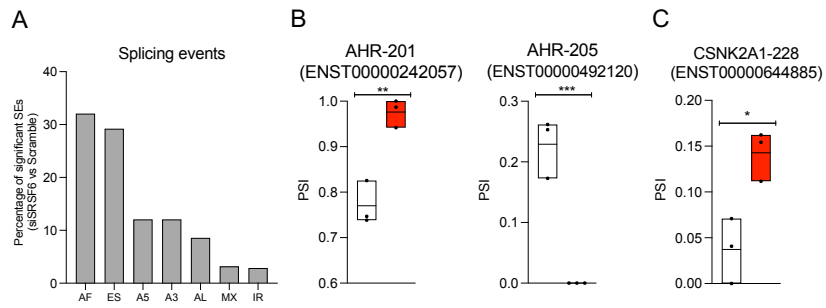 A
Splicing events
Percentage of significant SEs
(siSRSF6 vs Scramble)
40
30
20
10
0
AF ES A5 A3 AL MX IR
B
AHR-201
(ENST00000242057)
**
PSI
1.0
0.9
0.8
0.7
0.6
AHR-205
(ENST00000492120)
***
PSI
0.3
0.2
0.1
0.0
C
CSNK2A1-228
(ENST00000644885)
*
PSI
0.20
0.15
0.10
0.05
0.00